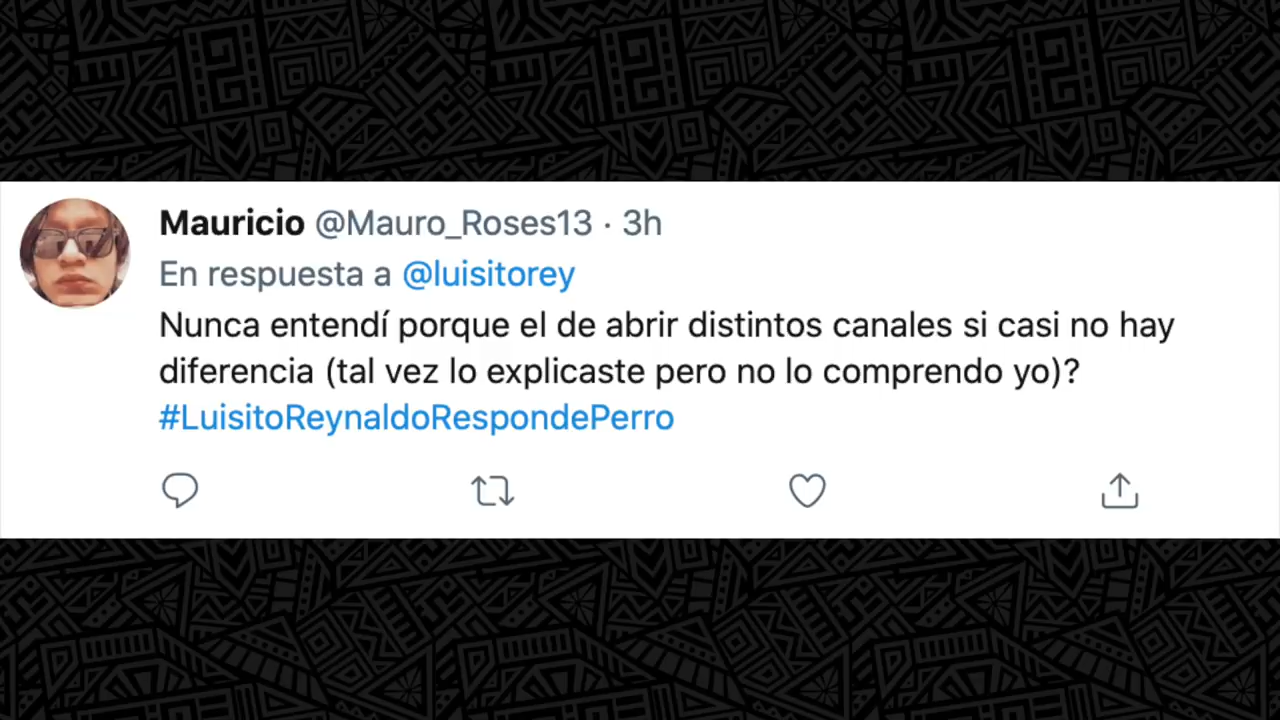 Mauricio @Mauro_Roses13 · 3h
En respuesta a @luisitorey
Nunca entendí porque el de abrir distintos canales si casi no hay
diferencia (tal vez lo explicaste pero no lo comprendo yo)?
#LuisitoReynaldoRespondePerro